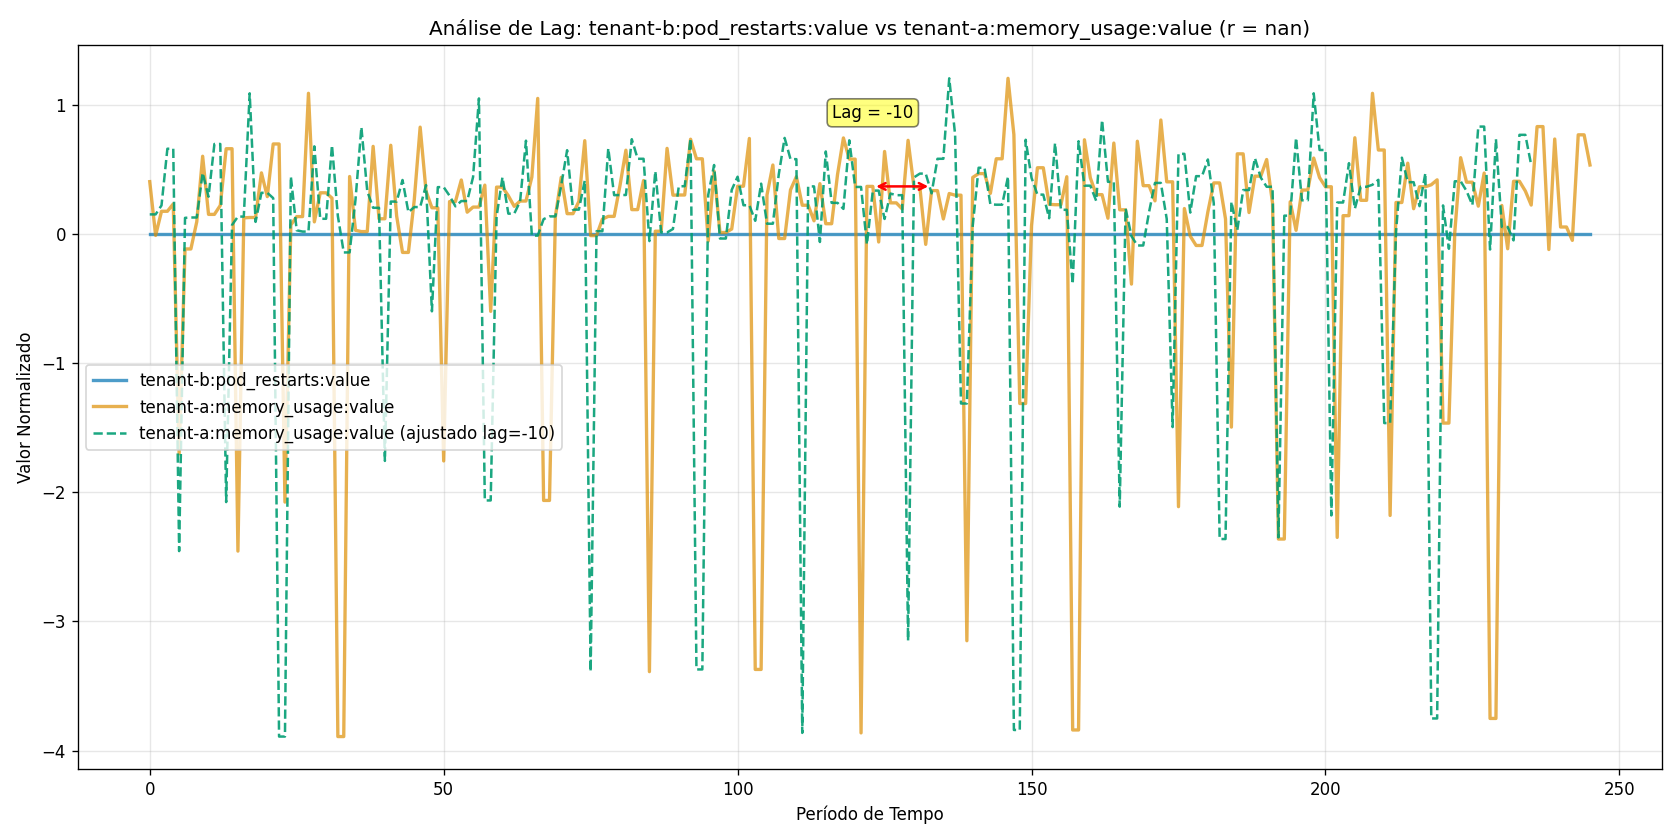 Análise de Lag: tenant-b:pod_restarts:value vs tenant-a:memory_usage:value (r = nan)
Lag = -10
1
0
−1
−2
−3
−4
Valor Normalizado
tenant-b:pod_restarts:value
tenant-a:memory_usage:value
tenant-a:memory_usage:value (ajustado lag=-10)
0 50 100 150 200 250
Período de Tempo